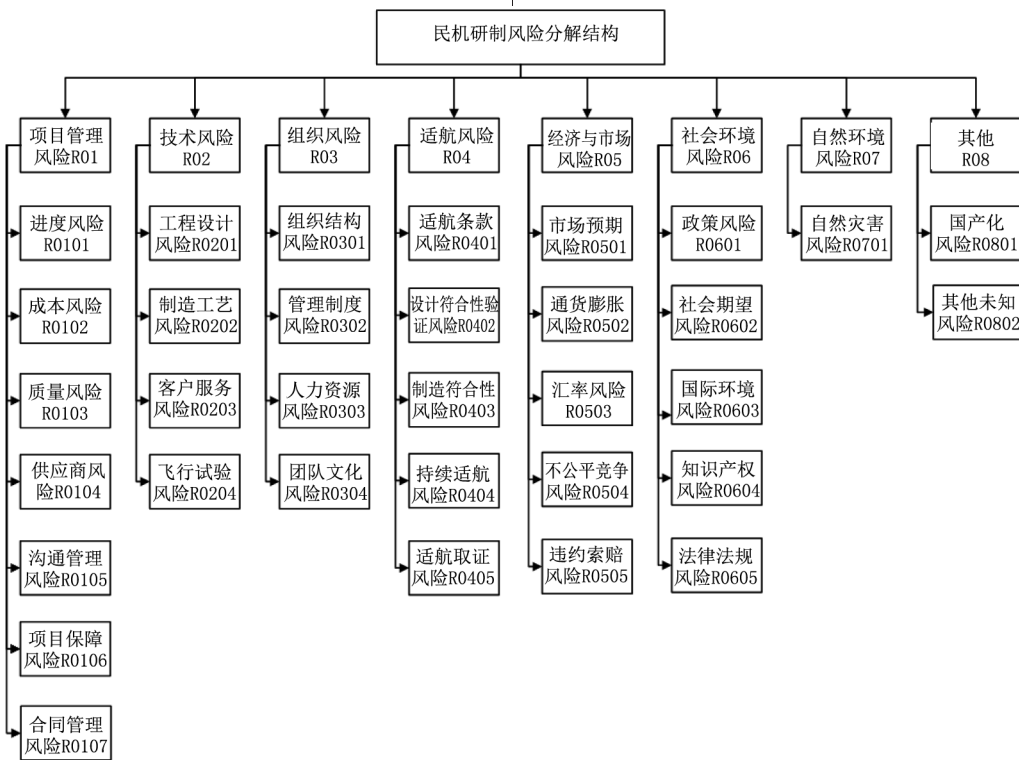 民机研制风险分解结构
项目管理
风险R01
技术风险
R02
组织风险
R03
适航风险
R04
经济与市场
风险R05
社会环境
风险R06
自然环境
风险R07
其他
R08
进度风险
R0101
工程设计
风险R0201
组织结构
风险R0301
适航条款
风险R0401
市场预期
风险R0501
政策风险
R0601
自然灾害
风险R0701
国产化
风险R0801
成本风险
R0102
制造工艺
风险R0202
管理制度
风险R0302
设计符合性验
证风险R0402
通货膨胀
风险R0502
社会期望
风险R0602
其他未知
风险R0802
质量风险
R0103
客户服务
风险R0203
人力资源
风险R0303
制造符合性
风险R0403
汇率风险
R0503
国际环境
风险R0603
供应商风
险R0104
飞行试验
风险R0204
团队文化
风险R0304
持续适航
风险R0404
不公平竞争
风险R0504
知识产权
风险R0604
沟通管理
风险R0105
适航取证
风险R0405
违约索赔
风险R0505
法律法规
风险R0605
项目保障
风险R0106
合同管理
风险R0107